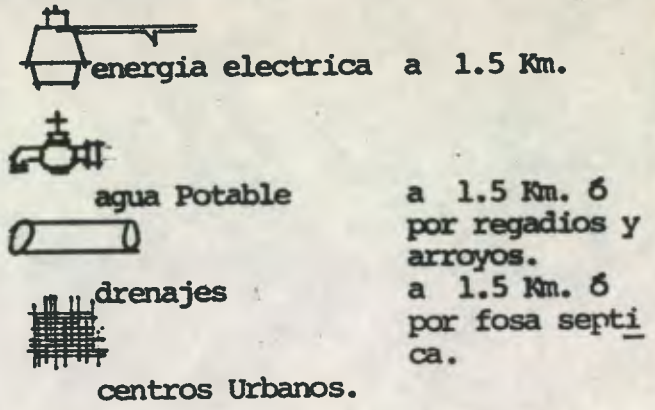 energia electrica a 1.5 Km.
agua Potable a 1.5 Km. ó
por regadios y
arroyos.
drenajes a 1.5 Km. ó
por fosa septi
ca.
centros Urbanos.